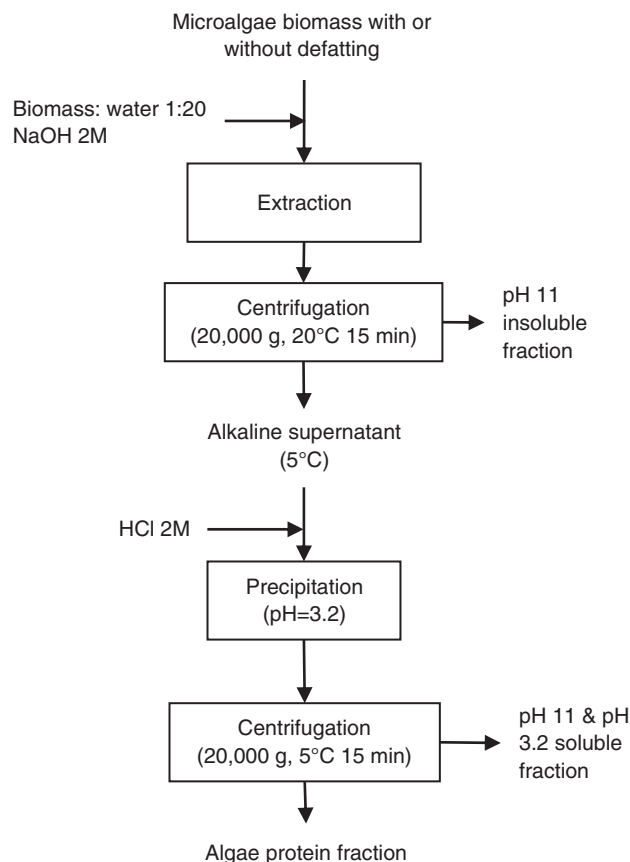 Microalgae biomass with or
without defatting
Biomass: water 1:20
NaOH 2M
Extraction
Centrifugation
(20,000 g, 20°C 15 min)
pH 11
insoluble
fraction
Alkaline supernatant
(5°C)
HCl 2M
Precipitation
(pH=3.2)
Centrifugation
(20,000 g, 5°C 15 min)
pH 11 & pH
3.2 soluble
fraction
Algae protein fraction